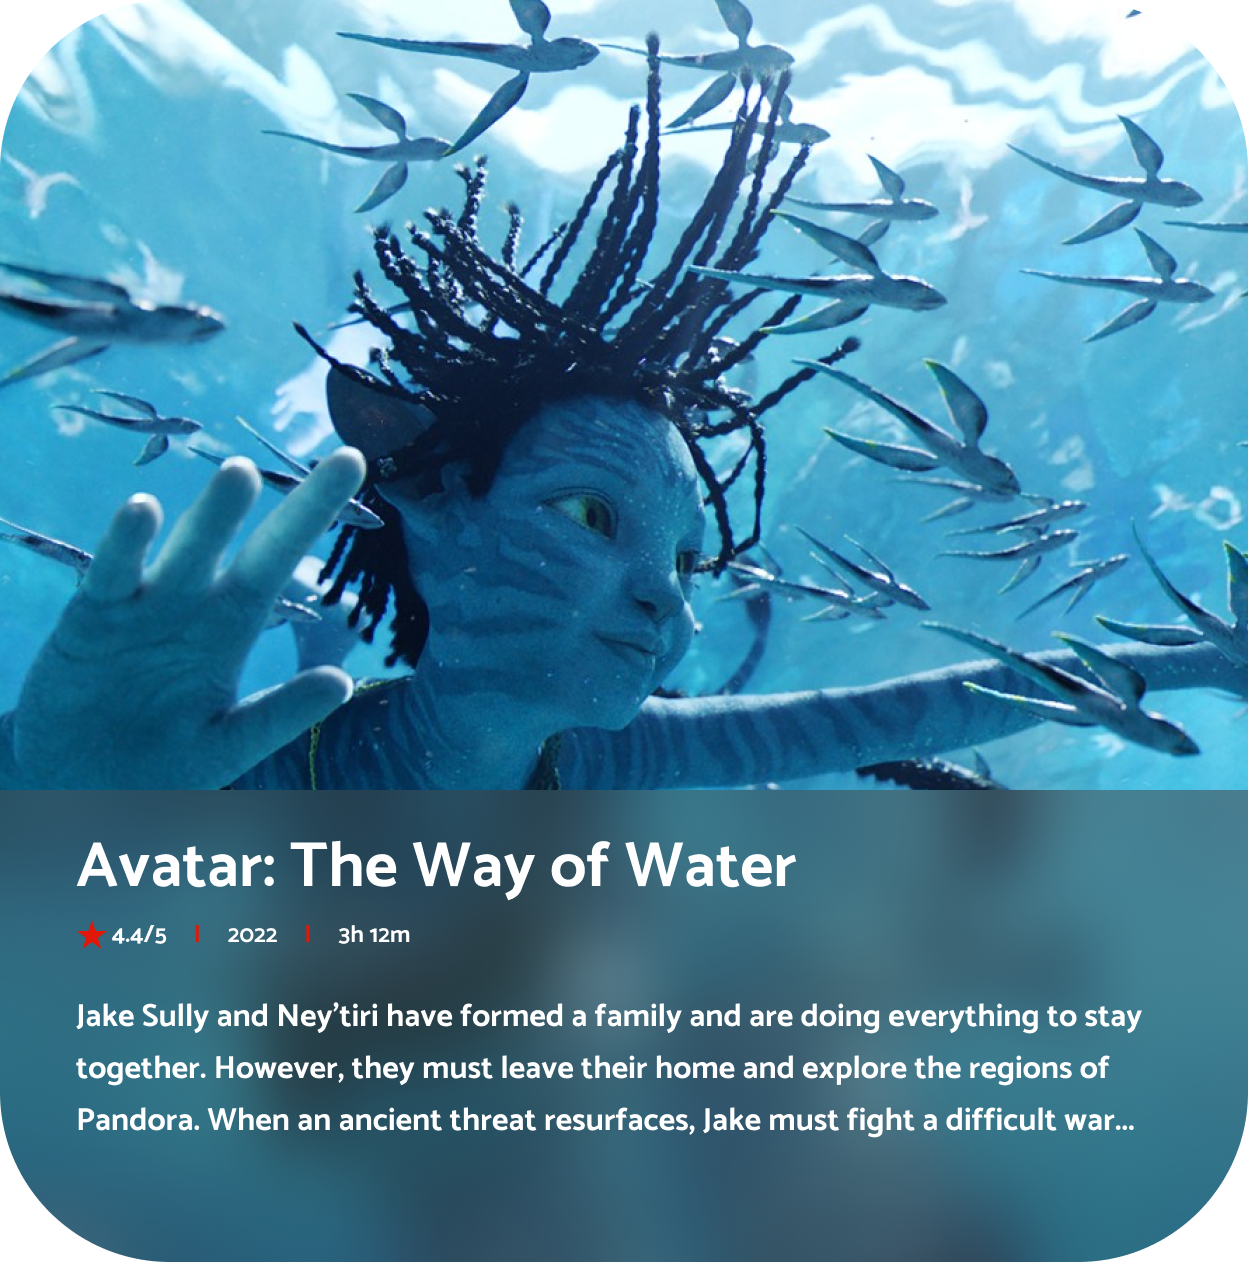 Avatar: The Way of Water
4.4/5 | 2022 | 3h 12m
Jake Sully and Ney’tiri have formed a family and are doing everything to stay
together. However, they must leave their home and explore the regions of
Pandora. When an ancient threat resurfaces, Jake must fight a difficult war...